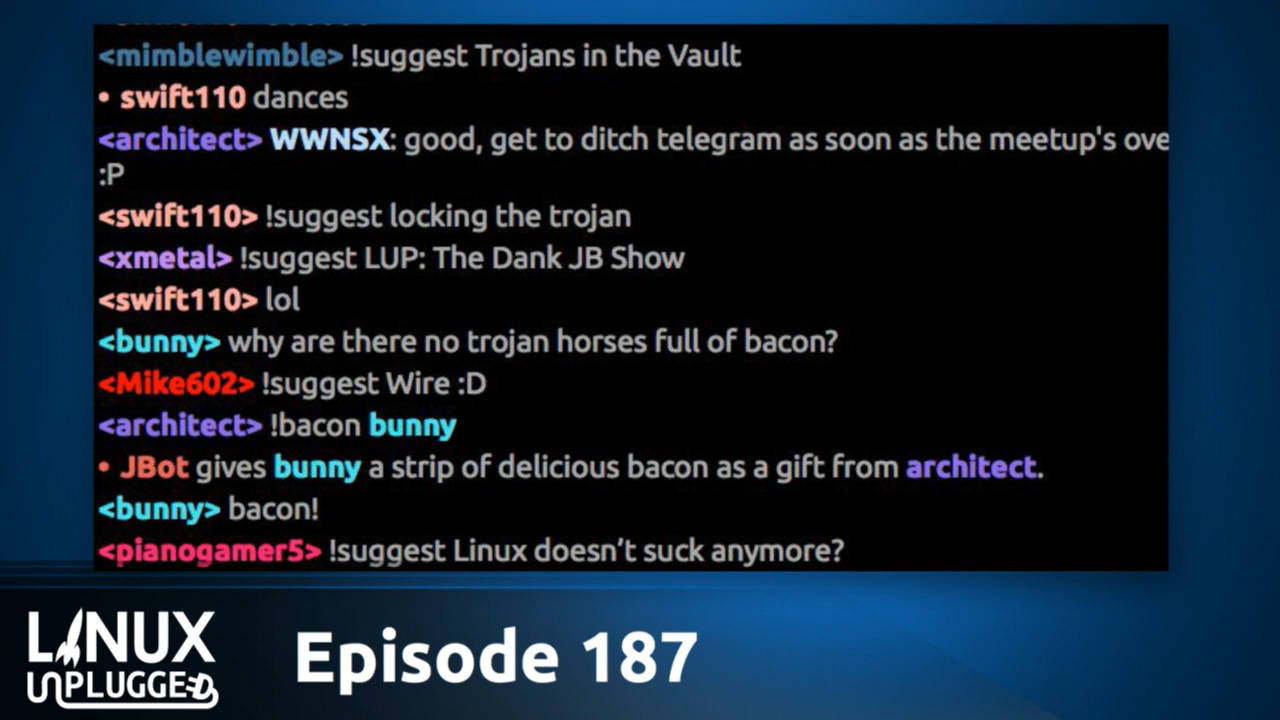 <mimblewimble> !suggest Trojans in the Vault
• swift110 dances
<architect> WWNSX: good, get to ditch telegram as soon as the meetup's ove
:P
<swift110> !suggest locking the trojan
<xmetal> !suggest LUP: The Dank JB Show
<swift110> lol
<bunny> why are there no trojan horses full of bacon?
<Mike602> !suggest Wire :D
<architect> !bacon bunny
• JBot gives bunny a strip of delicious bacon as a gift from architect.
<bunny> bacon!
<pianogamer5> !suggest Linux doesn’t suck anymore?
LINUX
UNPLUGGED
Episode 187